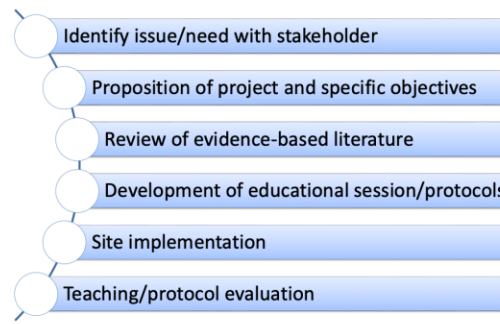 Identify issue/need with stakeholder
Proposition of project and specific objectives
Review of evidence-based literature
Development of educational session/protocols
Site implementation
Teaching/protocol evaluation